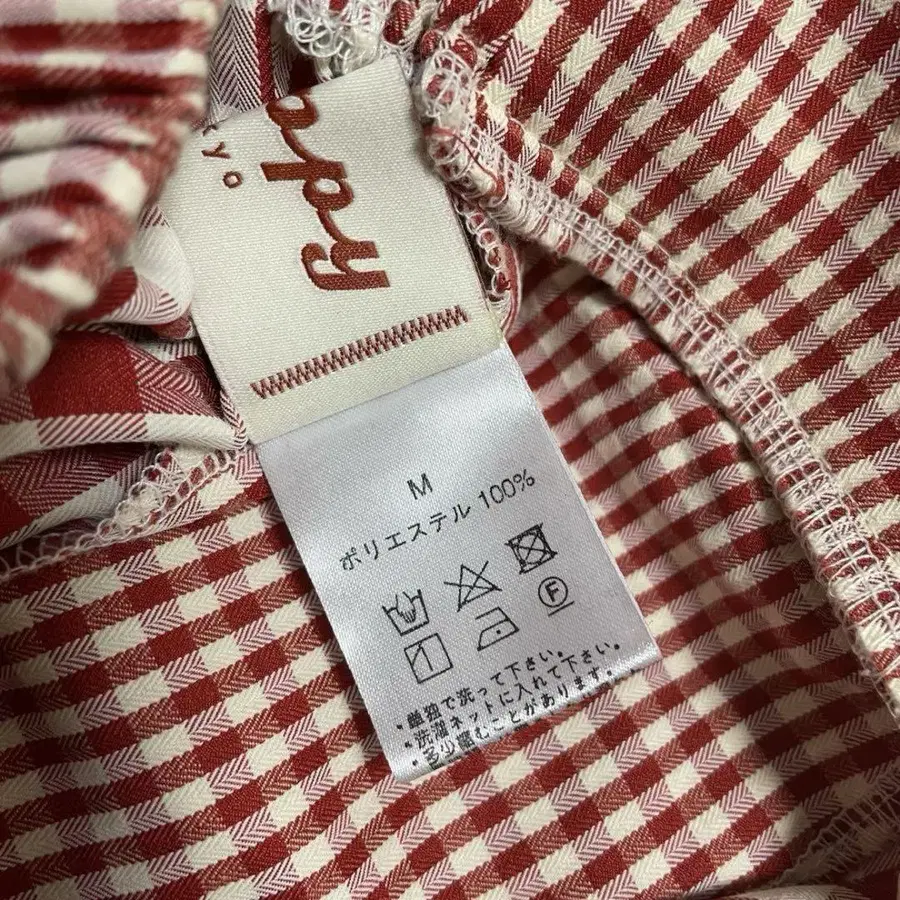 M
ポリエステル 100%
F
・単独で洗って下さい。
・洗濯ネットに入れて下さい。
・多少縮むことがあります。